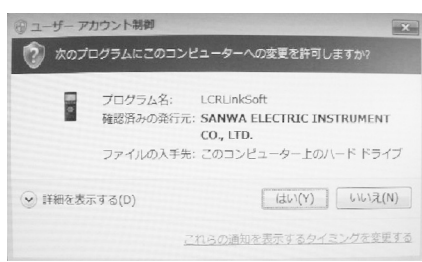 ユーザー アカウント制御
次のプログラムにこのコンピューターへの変更を許可しますか?
プログラム名: LCRLinkSoft
確認済みの発行元: SANWA ELECTRIC INSTRUMENT
CO., LTD.
ファイルの入手先: このコンピューター上のハード ドライブ
詳細を表示する(D)
はい(Y)
いいえ(N)
これらの通知を表示するタイミングを変更する